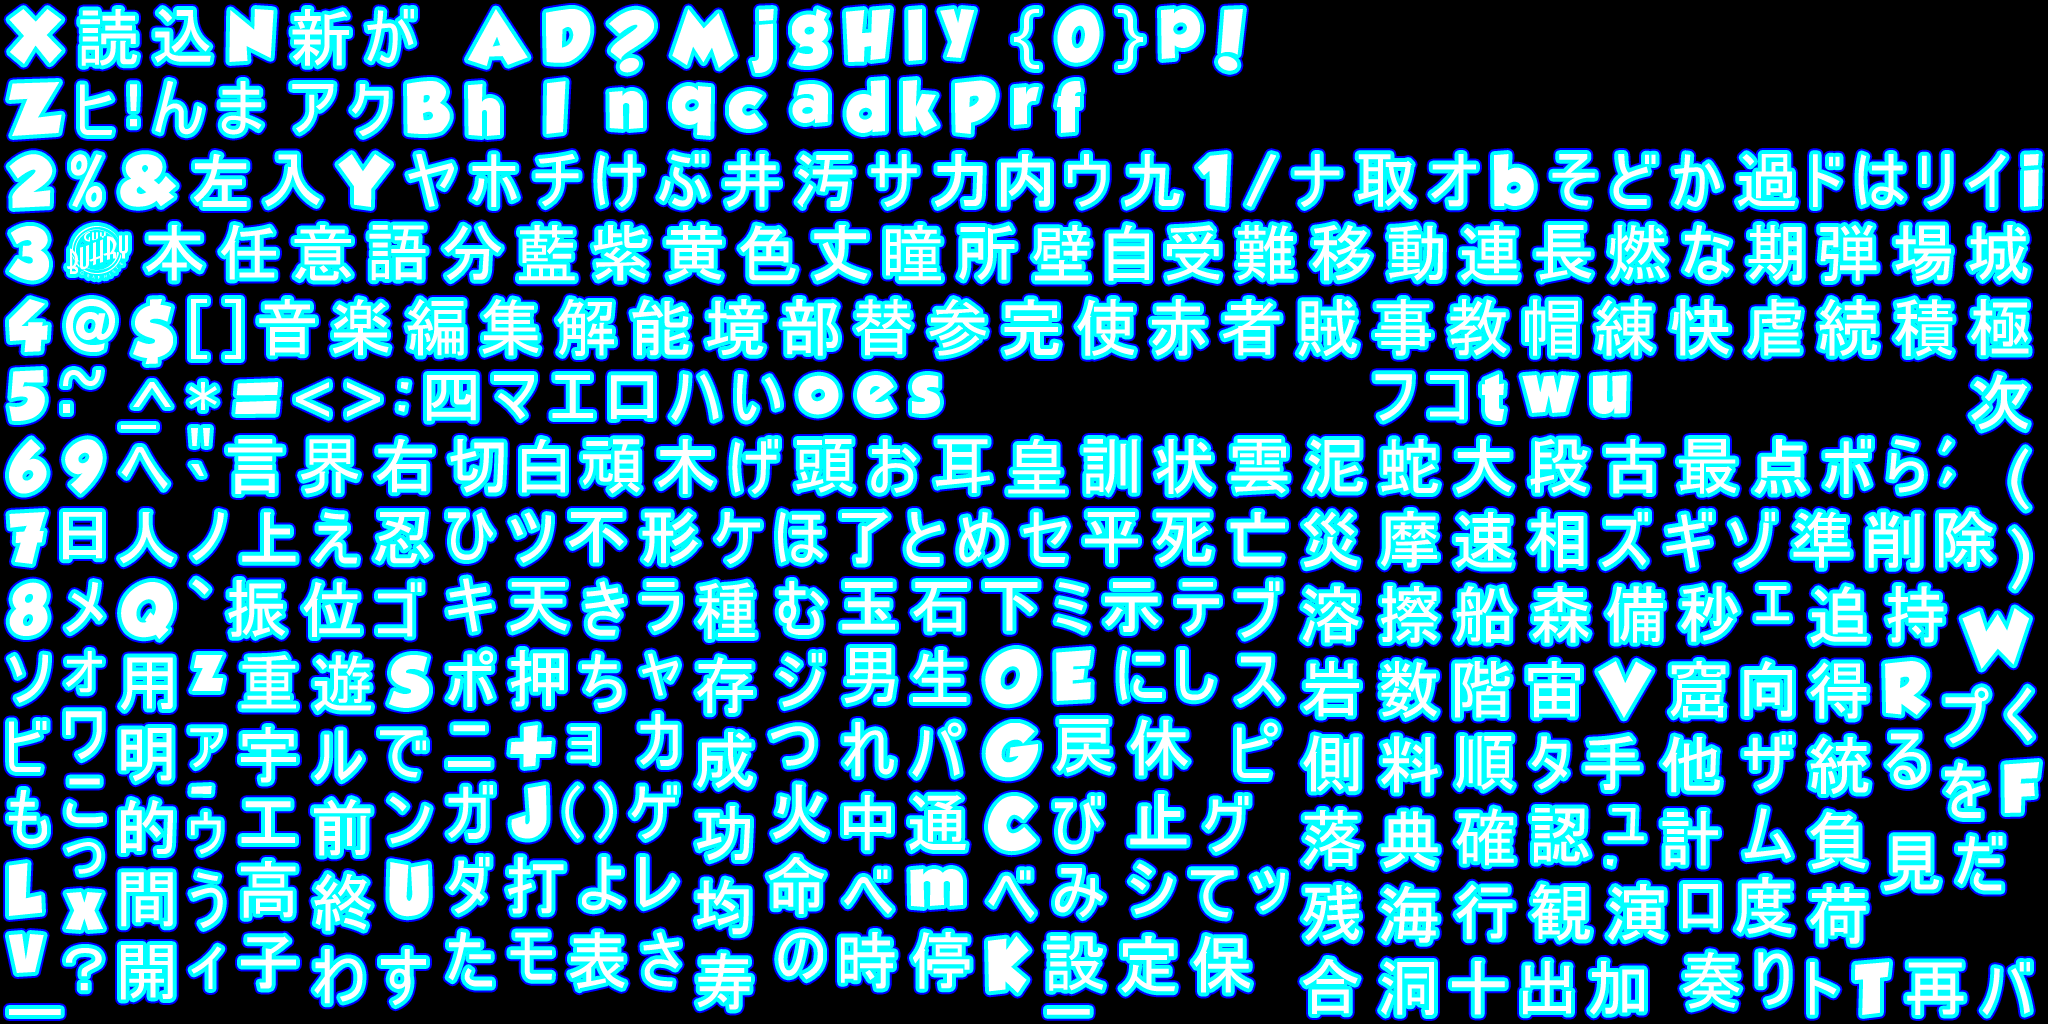 X読込N新が AD?MjgHly {0}p!
Zヒ!んま アクBh I n qc adkPrf
2%&左入Yヤホチけぶ井汚サカ内ウ九1/ナ取オbそどか過ドはリイi
3 本任意語分藍紫黄色丈瞳所壁自受難移動連長燃な期弾場城
4@$[]音楽編集解能境部替参完使赤者賊事教帽練快虐続積極
5~_^*=<>:四マエロハいoes フコtwu 次
69へ"、言界右切白頑木げ頭お耳皇訓状雲泥蛇大段古最点ボら;(
7日人ノ上え忍ひツ不形ケほ了とめセ平死亡災摩速相ズギゾ準削除)
8メQ`振位ゴキ天きラ種む玉石下ミ示テブ溶擦船森備秒ェ追持W
ソォ用z重遊Sポ押ちャ存ジ男生OEにしス岩数階宙V窟向得Rプく
ビワ明ァ宇ルでニ+ョカ成つれパG戻休ピ側料順タ手他ザ統るをF
もこ的ゥ工前ンガJ()ゲ功火中通Cび止グ落典確認ュ計ム負見だ
Lっx間う高終Uダ打よレ均命べmベみシてッ残海行観演口度荷
v?開ィ子わすたモ表さ寿の時停K設定保合洞十出加奏りトT再バ